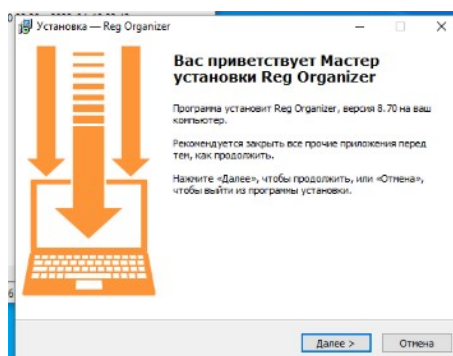 Установка — Reg Organizer
Вас приветствует Мастер
установки Reg Organizer
Программа установит Reg Organizer, версия 8.70 на ваш
компьютер.
Рекомендуется закрыть все прочие приложения перед
тем, как продолжить.
Нажмите «Далее», чтобы продолжить, или «Отмена»,
чтобы выйти из программы установки.
Далее >
Отмена